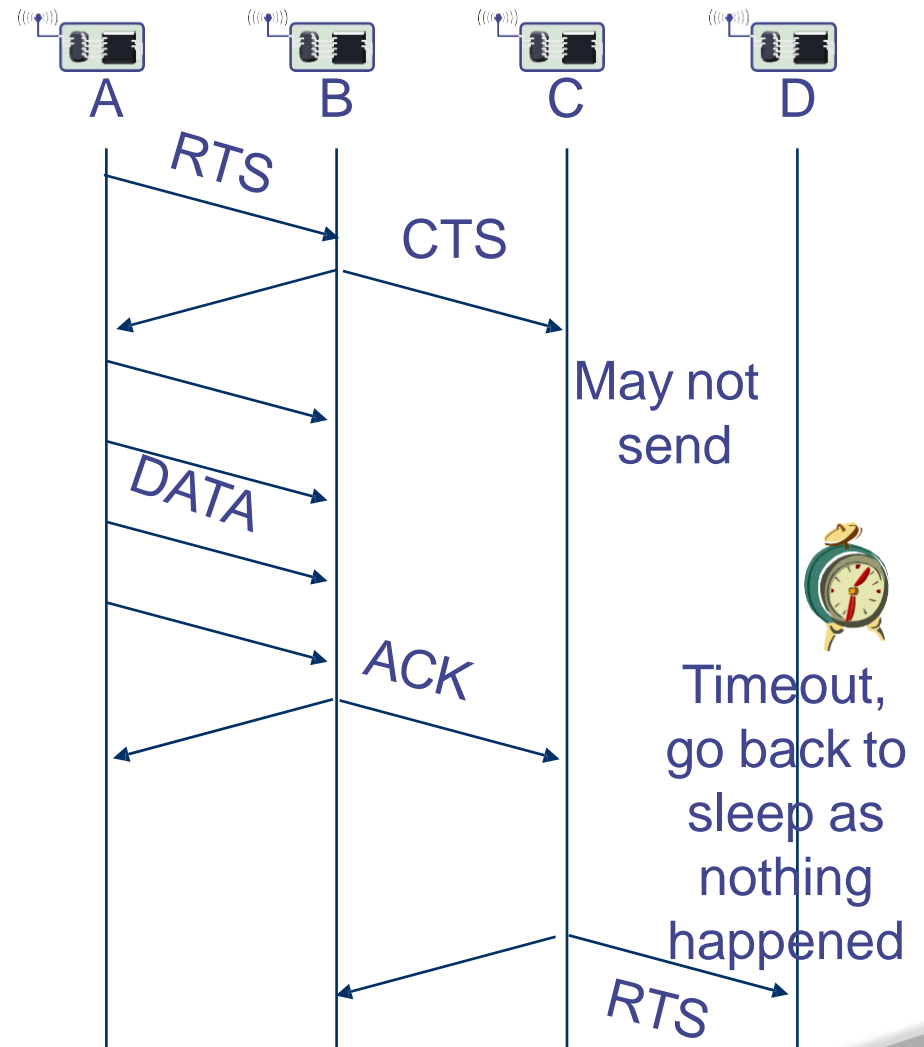 A
B
C
D
RTS
CTS
May not
send
DATA
ACK
Timeout,
go back to
sleep as
nothing
happened
RTS